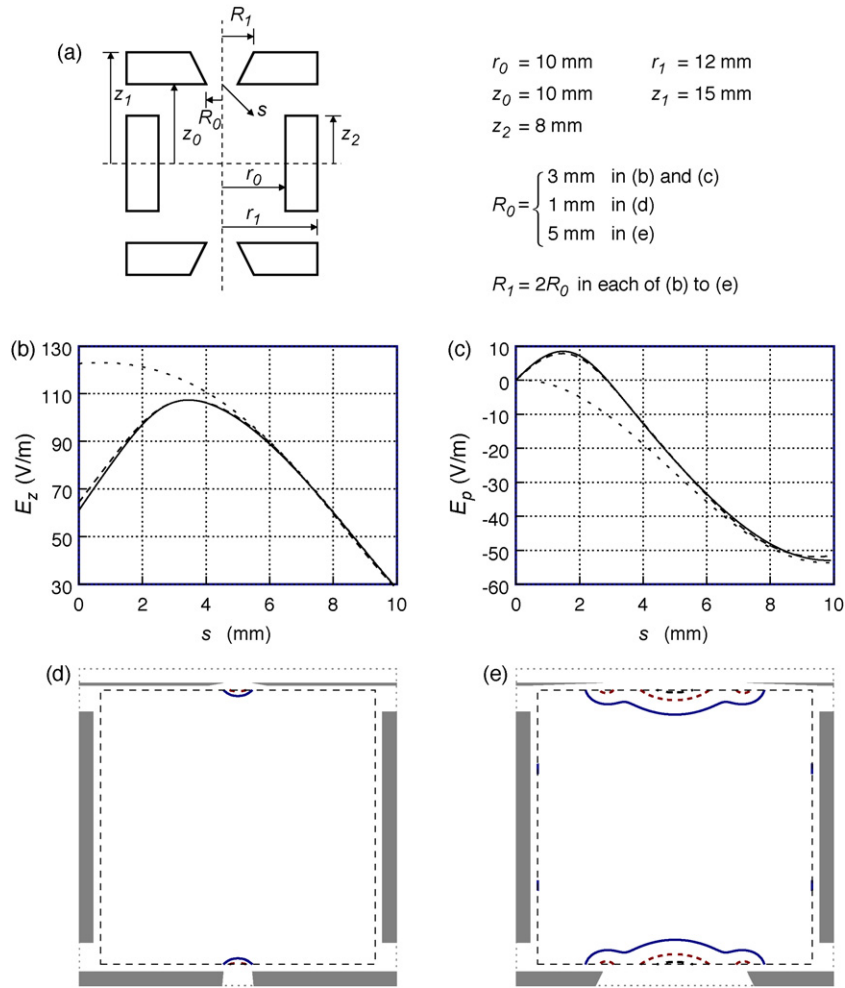 (a)
R1
z1
R0
z0
s
z2
r0
r1
r0 = 10 mm r1 = 12 mm
z0 = 10 mm z1 = 15 mm
z2 = 8 mm
R0 = { 3 mm in (b) and (c)
1 mm in (d)
5 mm in (e)
R1 = 2R0 in each of (b) to (e)
(b)
130
110
90
70
50
30
Ez (V/m)
0 2 4 6 8 10
s (mm)
(c)
10
0
-10
-20
-30
-40
-50
-60
Ep (V/m)
0 2 4 6 8 10
s (mm)
(d)
(e)